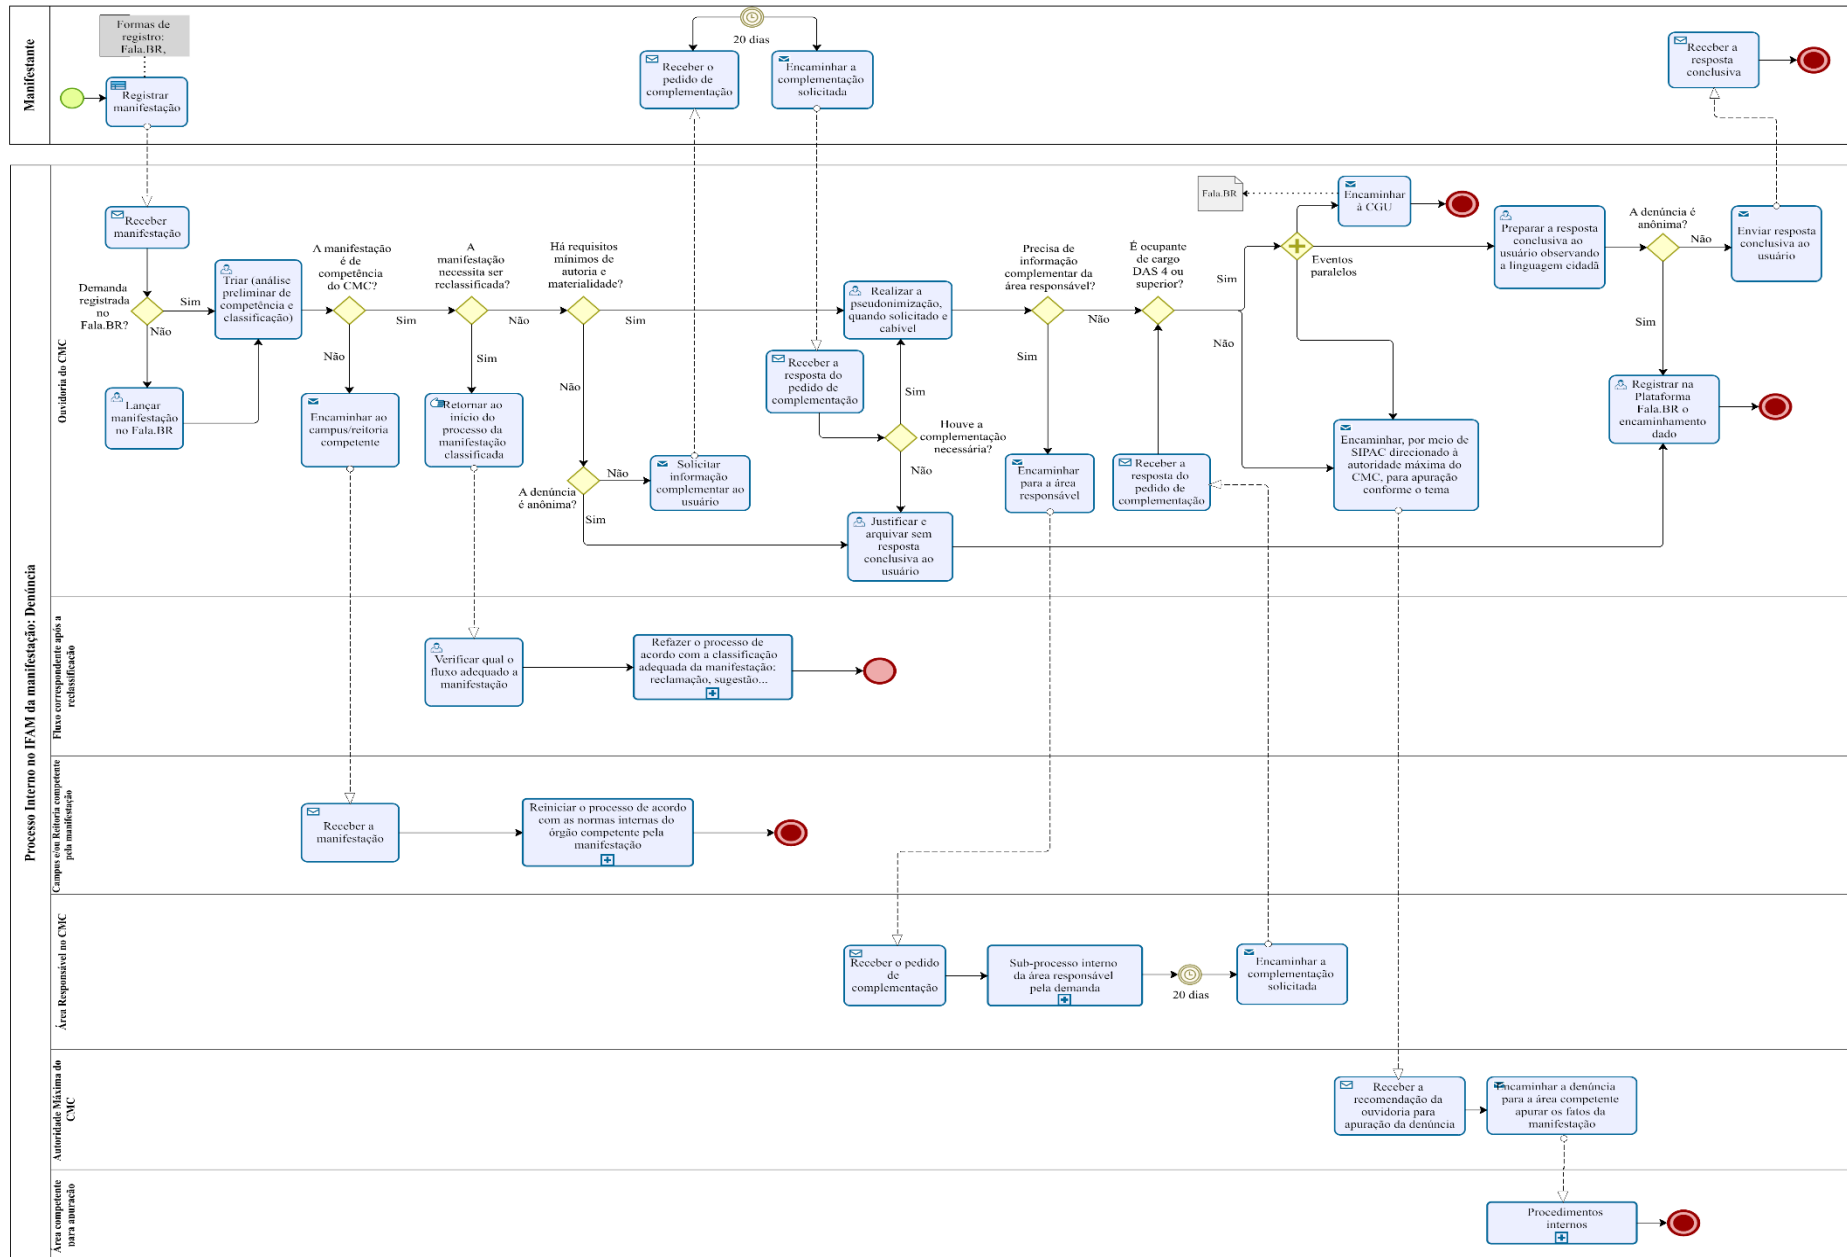 Manifestante
Formas de
registro:
Fala.BR,
Registrar
manifestação
20 dias
Receber o
pedido de
complementação
Encaminhar a
complementação
solicitada
Receber a
resposta
conclusiva
Processo Interno no IFAM da manifestação: Denúncia
Ouvidoria do CMC
Receber
manifestação
Demanda
registrada
no
Fala.BR?
Sim
Não
Lançar
manifestação
no Fala.BR
Triar (análise
preliminar de
competência e
classificação)
A manifestação
é de
competência
do CMC?
Sim
Não
Encaminhar ao
campus/reitoria
competente
A
manifestação
necessita ser
reclassificada?
Não
Sim
Retornar ao
início do
processo da
manifestação
classificada
Há requisitos
mínimos de
autoria e
materialidade?
Sim
Não
A denúncia
é anônima?
Não
Sim
Solicitar
informação
complementar ao
usuário
Receber a
resposta do
pedido de
complementação
Realizar a
pseudonimização,
quando solicitado e
cabível
Houve a
complementação
necessária?
Sim
Não
Justificar e
arquivar sem
resposta
conclusiva ao
usuário
Precisa de
informação
complementar da
área responsável?
Não
Sim
Encaminhar
para a área
responsável
É ocupante
de cargo
DAS 4 ou
superior?
Sim
Não
Receber a
resposta do
pedido de
complementação
Fala.BR
Encaminhar
à CGU
Eventos
paralelos
Encaminhar, por meio de
SIPAC direcionado à
autoridade máxima do
CMC, para apuração
conforme o tema
Preparar a resposta
conclusiva ao
usuário observando
a linguagem cidadã
A denúncia é
anônima?
Não
Sim
Enviar resposta
conclusiva ao
usuário
Registrar na
Plataforma
Fala.BR o
encaminhamento
dado
Fluxo correspondente após a
reclassificação
Verificar qual o
fluxo adequado a
manifestação
Refazer o processo de
acordo com a classificação
adequada da manifestação:
reclamação, sugestão...
Campus e/ou Reitoria competente
pela manifestação
Receber a
manifestação
Reiniciar o processo de acordo
com as normas internas do
órgão competente pela
manifestação
Área Responsável no CMC
Receber o pedido
de
complementação
Sub-processo interno
da área responsável
pela demanda
20 dias
Encaminhar a
complementação
solicitada
Autoridade Máxima do
CMC
Receber a
recomendação da
ouvidoria para
apuração da denúncia
Encaminhar a denúncia
para a área competente
apurar os fatos da
manifestação
Área competente
para apuração
Procedimentos
internos